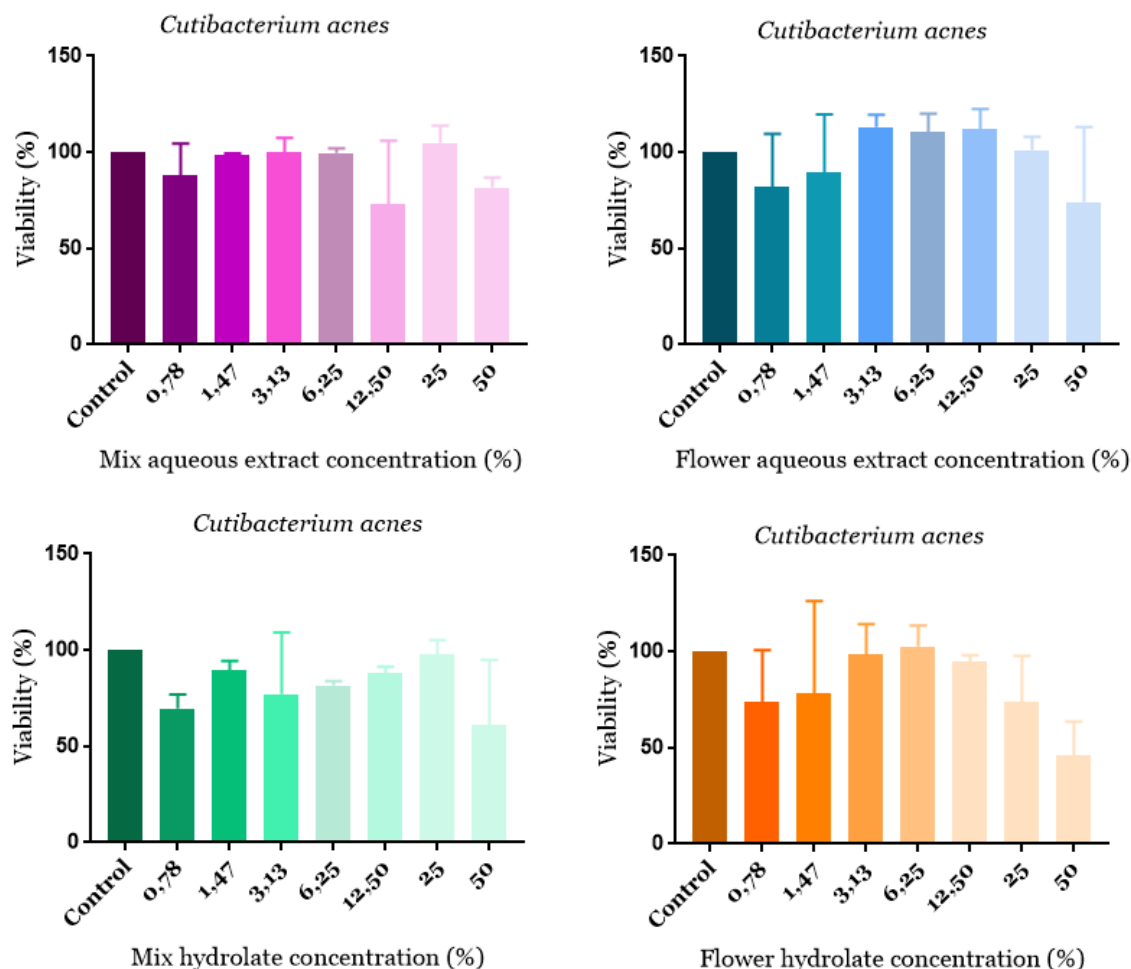 Cutibacterium acnes
150
100
50
0
Viability (%)
Control
0,78
1,47
3,13
6,25
12,50
25
50
Mix aqueous extract concentration (%)
Cutibacterium acnes
150
100
50
0
Viability (%)
Control
0,78
1,47
3,13
6,25
12,50
25
50
Flower aqueous extract concentration (%)
Cutibacterium acnes
150
100
50
0
Viability (%)
Control
0,78
1,47
3,13
6,25
12,50
25
50
Mix hydrolate concentration (%)
Cutibacterium acnes
150
100
50
0
Viability (%)
Control
0,78
1,47
3,13
6,25
12,50
25
50
Flower hydrolate concentration (%)